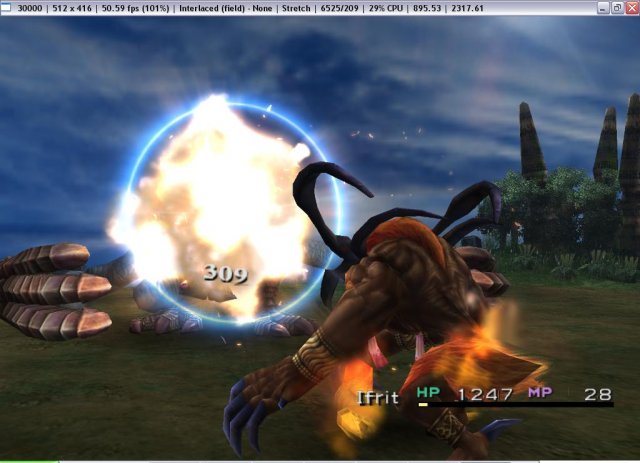 30000 | 512 x 416 | 50.59 fps (101%) | Interlaced (field) - None | Stretch | 6525/209 | 29% CPU | 895.53 | 2317.61
309
Ifrit HP 1247 MP 28